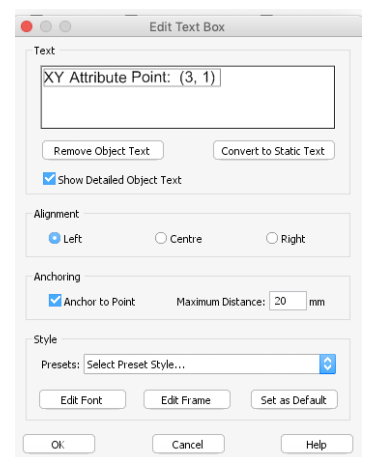 Edit Text Box
Text
XY Attribute Point: (3, 1)
Remove Object Text Convert to Static Text
Show Detailed Object Text
Alignment
Left Centre Right
Anchoring
Anchor to Point Maximum Distance: 20 mm
Style
Presets: Select Preset Style...
Edit Font Edit Frame Set as Default
OK Cancel Help